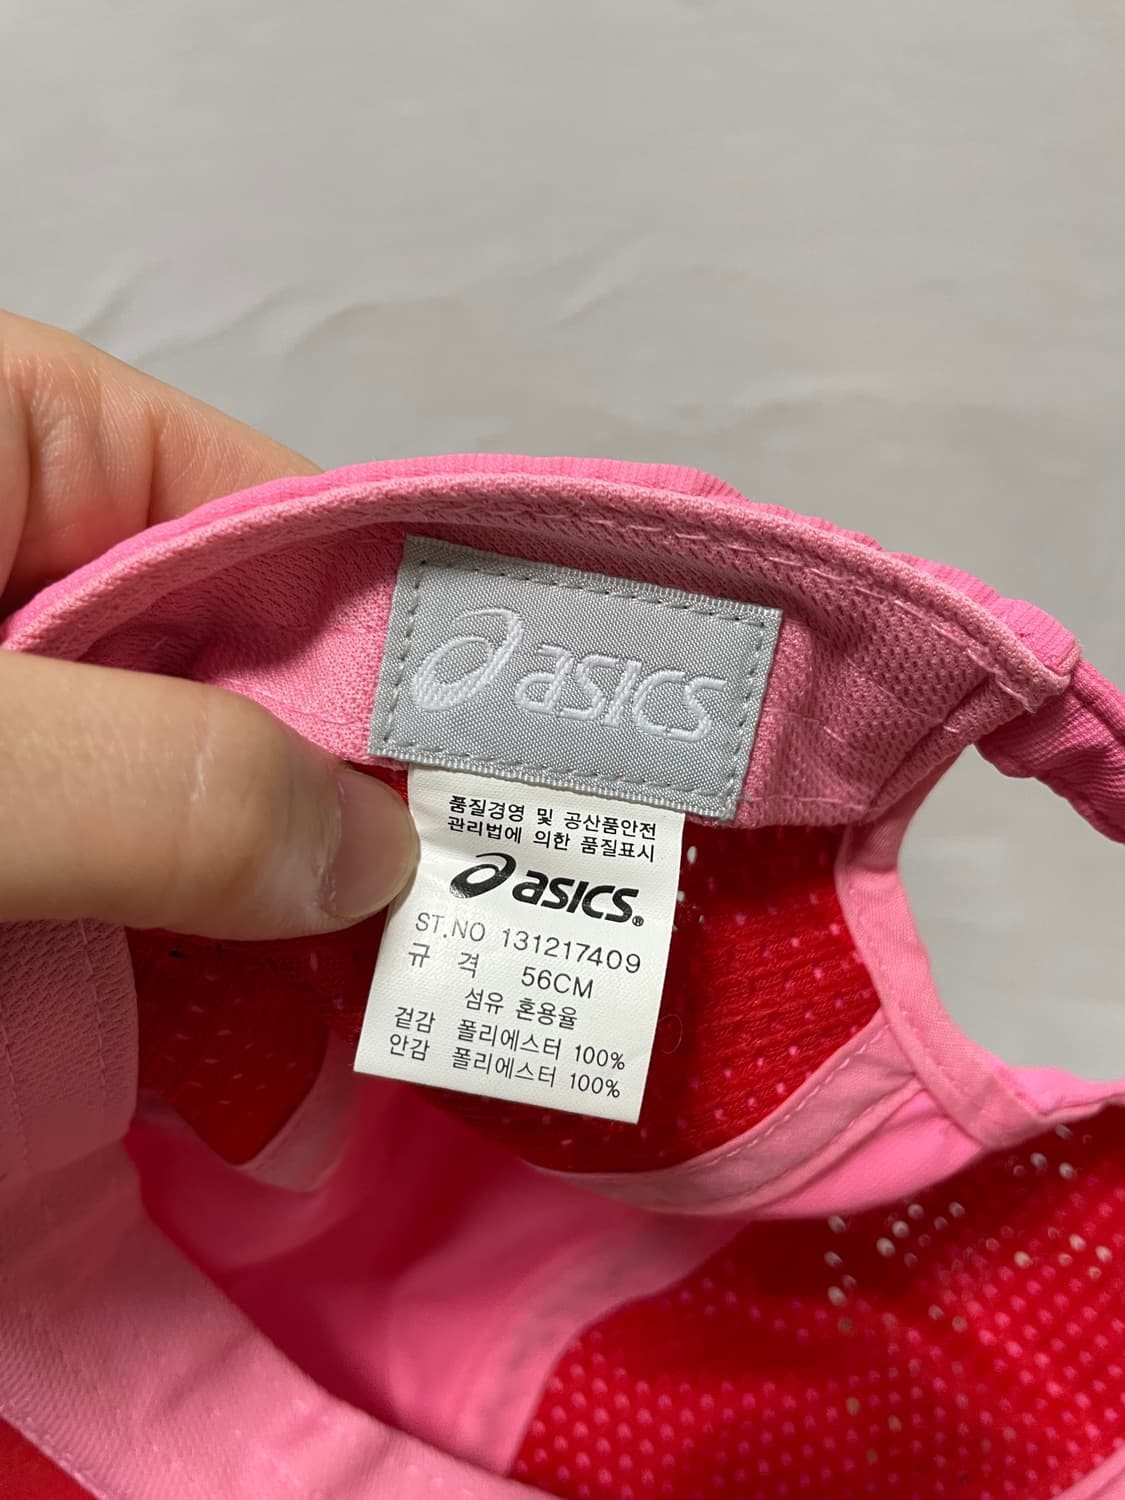 asics
품질경영 및 공산품안전
관리법에 의한 품질표시
asics®
ST.NO 131217409
규 격 56CM
섬유 혼용율
겉감 폴리에스터 100%
안감 폴리에스터 100%